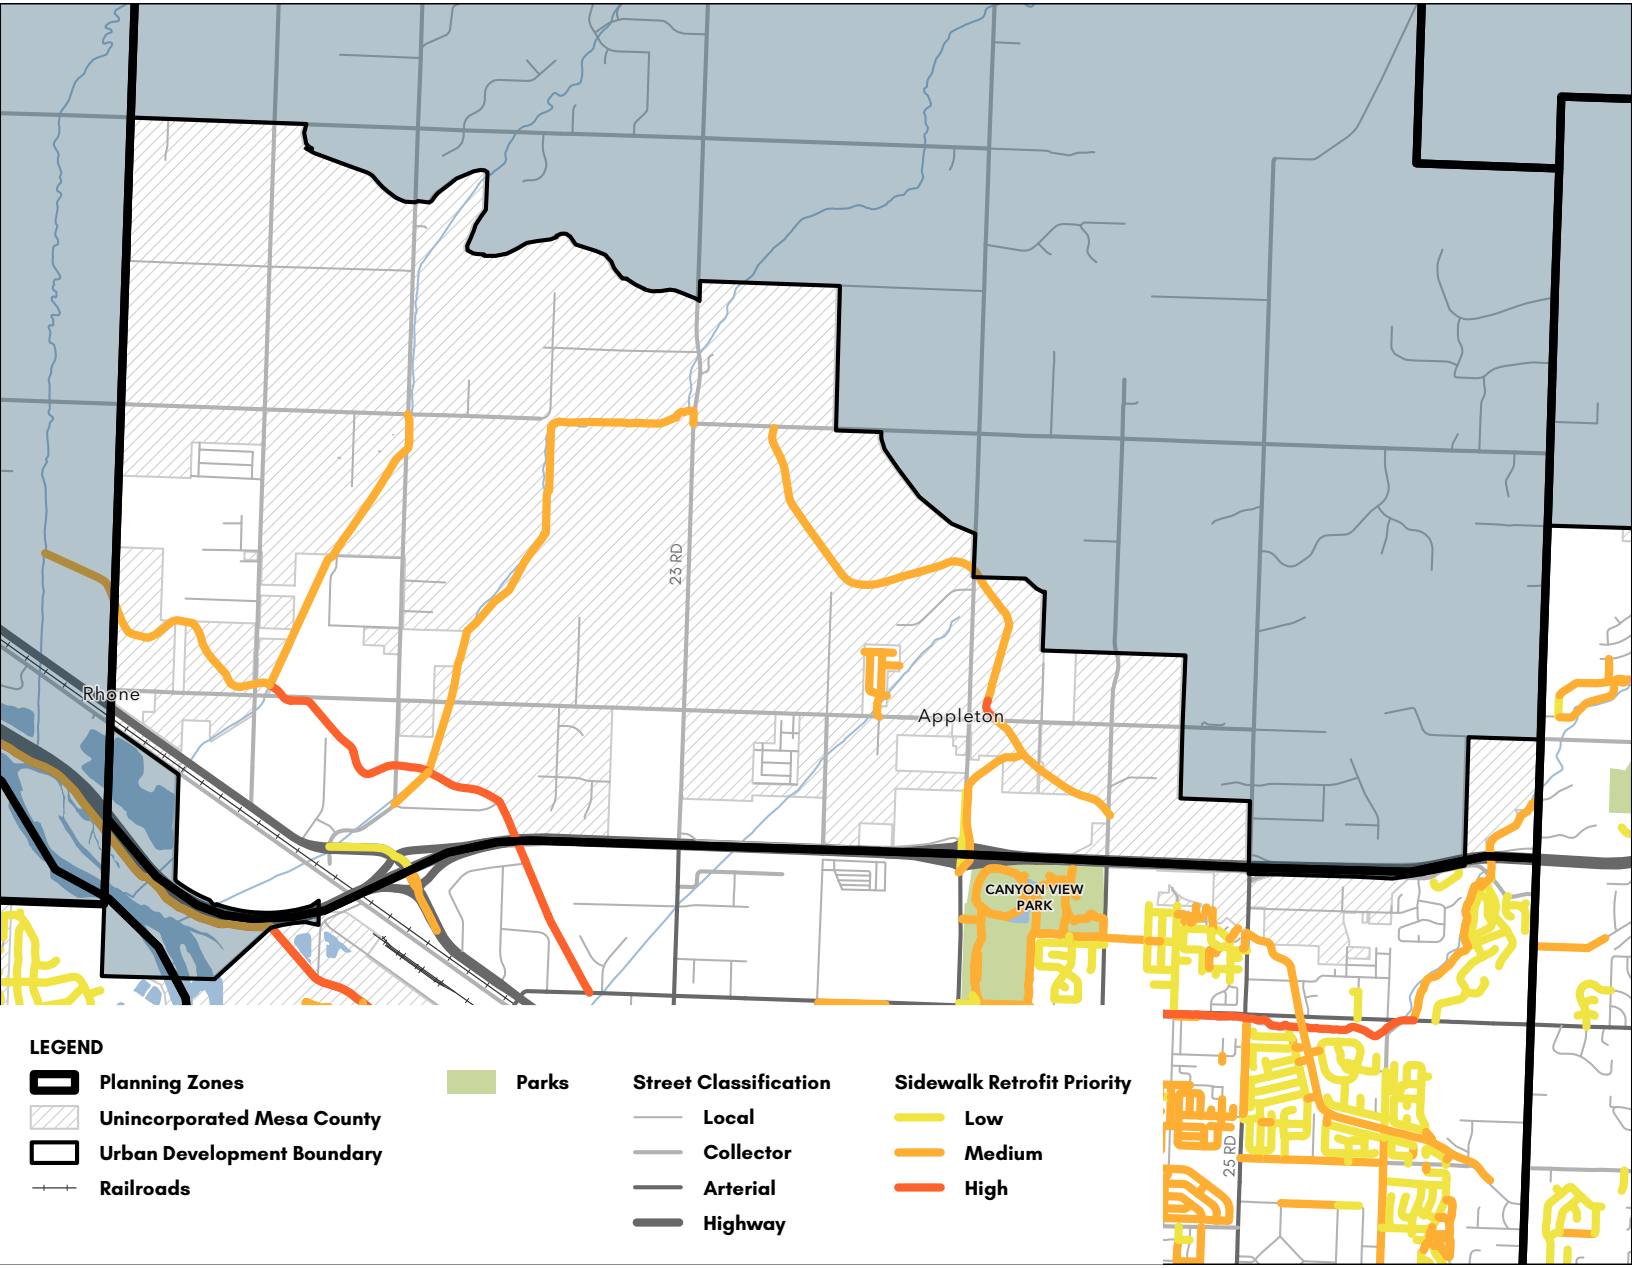 23 RD
Rhone
Appleton
CANYON VIEW
PARK
25 RD
LEGEND
Planning Zones
Unincorporated Mesa County
Urban Development Boundary
Railroads
Parks
Street Classification
Local
Collector
Arterial
Highway
Sidewalk Retrofit Priority
Low
Medium
High